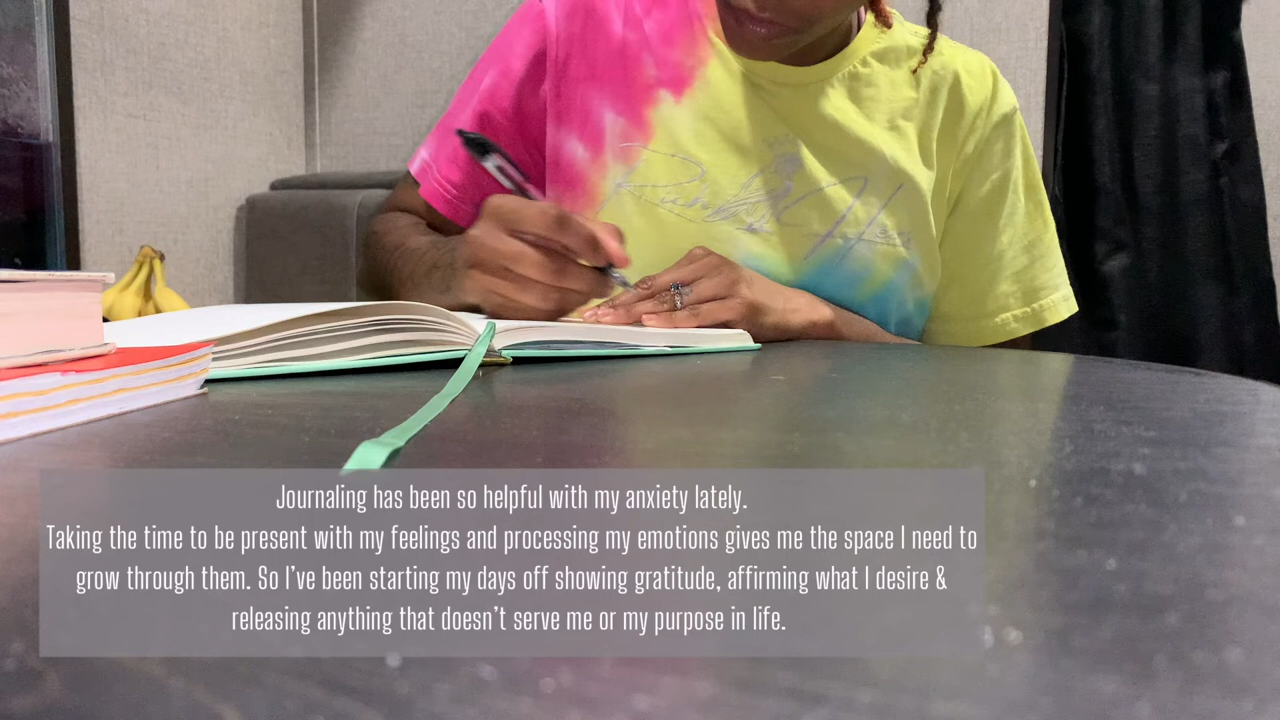 Journaling has been so helpful with my anxiety lately.
Taking the time to be present with my feelings and processing my emotions gives me the space I need to
grow through them. So I've been starting my days off showing gratitude, affirming what I desire &
releasing anything that doesn't serve me or my purpose in life.